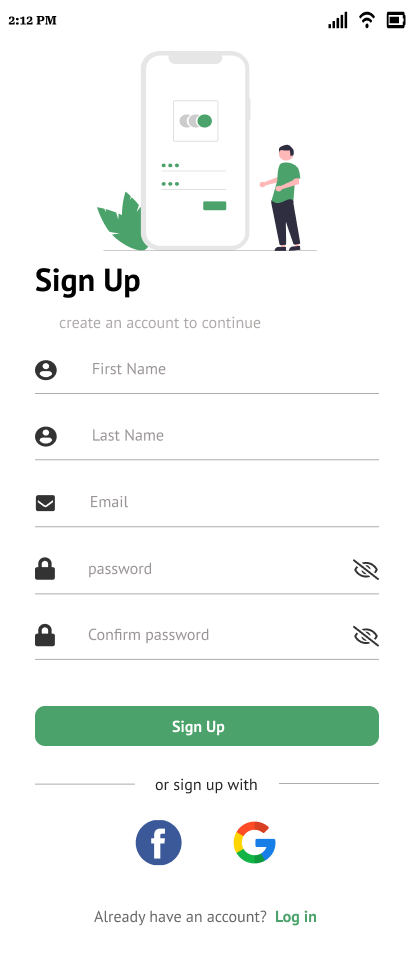 2:12 PM
Sign Up
create an account to continue
First Name
Last Name
Email
password
Confirm password
Sign Up
or sign up with
Already have an account? Log in